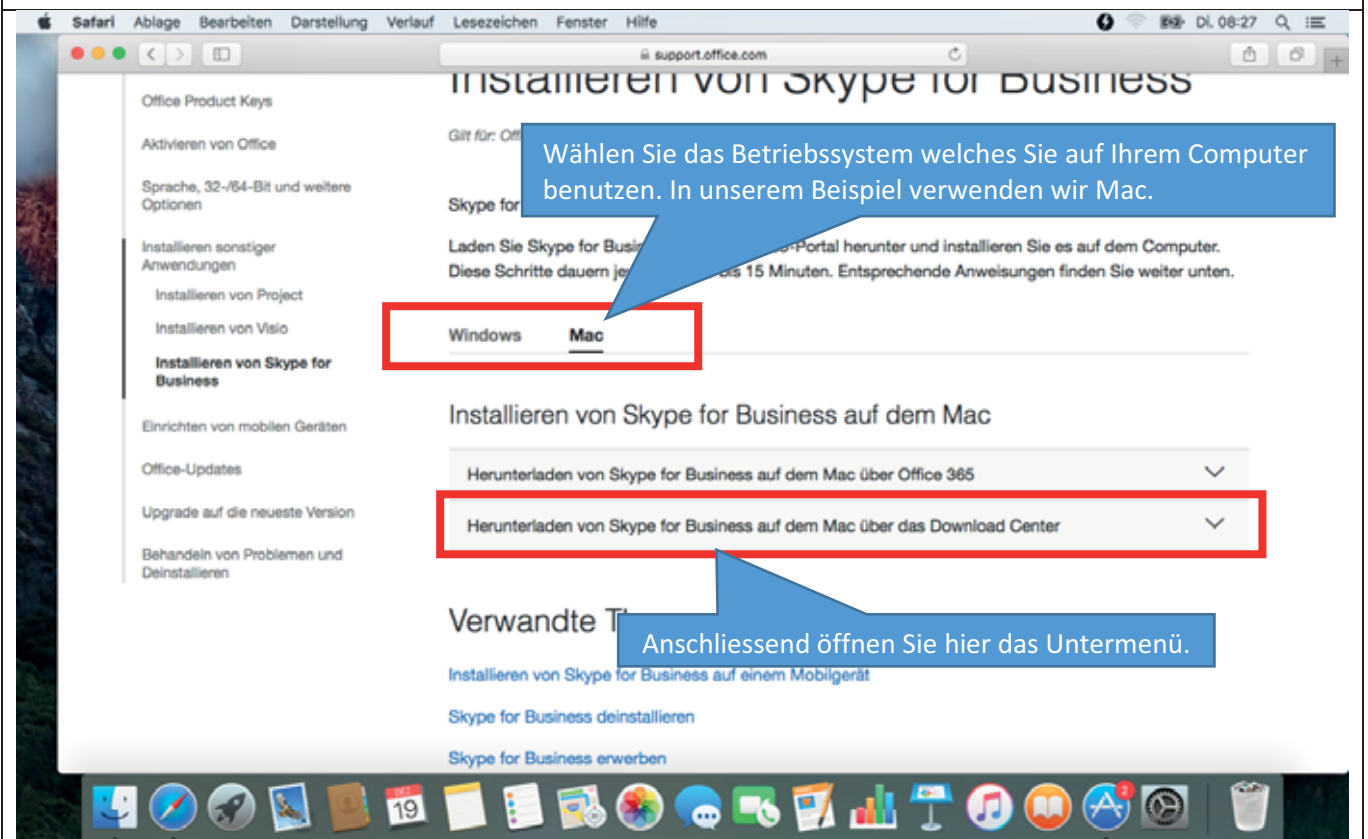 Safari Ablage Bearbeiten Darstellung Verlauf Lesezeichen Fenster Hilfe Di. 08:27
support.office.com
Installieren von Skype for Business
Office Product Keys
Aktivieren von Office
Sprache, 32-/64-Bit und weitere
Optionen
Installieren sonstiger
Anwendungen
Installieren von Project
Installieren von Visio
Installieren von Skype for
Business
Einrichten von mobilen Geräten
Office-Updates
Upgrade auf die neueste Version
Behandeln von Problemen und
Deinstallieren
Gilt für:
Wählen Sie das Betriebssystem welches Sie auf Ihrem Computer
benutzen. In unserem Beispiel verwenden wir Mac.
Skype for
Laden Sie Skype for -Portal herunter und installieren Sie es auf dem Computer.
Diese Schritte dauern bis 15 Minuten. Entsprechende Anweisungen finden Sie weiter unten.
Windows Mac
Installieren von Skype for Business auf dem Mac
Herunterladen von Skype for Business auf dem Mac über Office 365
Herunterladen von Skype for Business auf dem Mac über das Download Center
Verwandte
Anschliessend öffnen Sie hier das Untermenü.
Installieren von Skype for Business auf einem Mobilgerät
Skype for Business deinstallieren
Skype for Business erwerben
DEZ
19
2